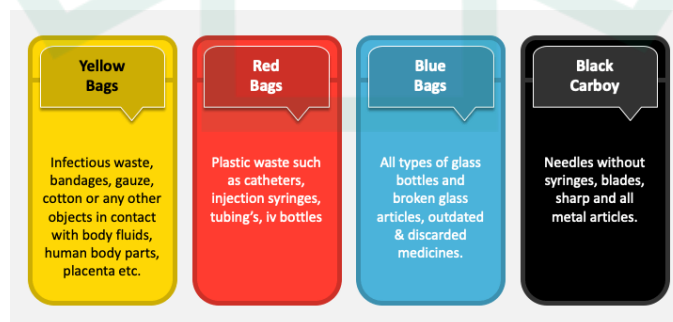 Yellow
Bags
Infectious waste,
bandages, gauze,
cotton or any other
objects in contact
with body fluids,
human body parts,
placenta etc.
Red
Bags
Plastic waste such
as catheters,
injection syringes,
tubing's, iv bottles
Blue
Bags
All types of glass
bottles and
broken glass
articles, outdated
& discarded
medicines.
Black
Carboy
Needles without
syringes, blades,
sharp and all
metal articles.